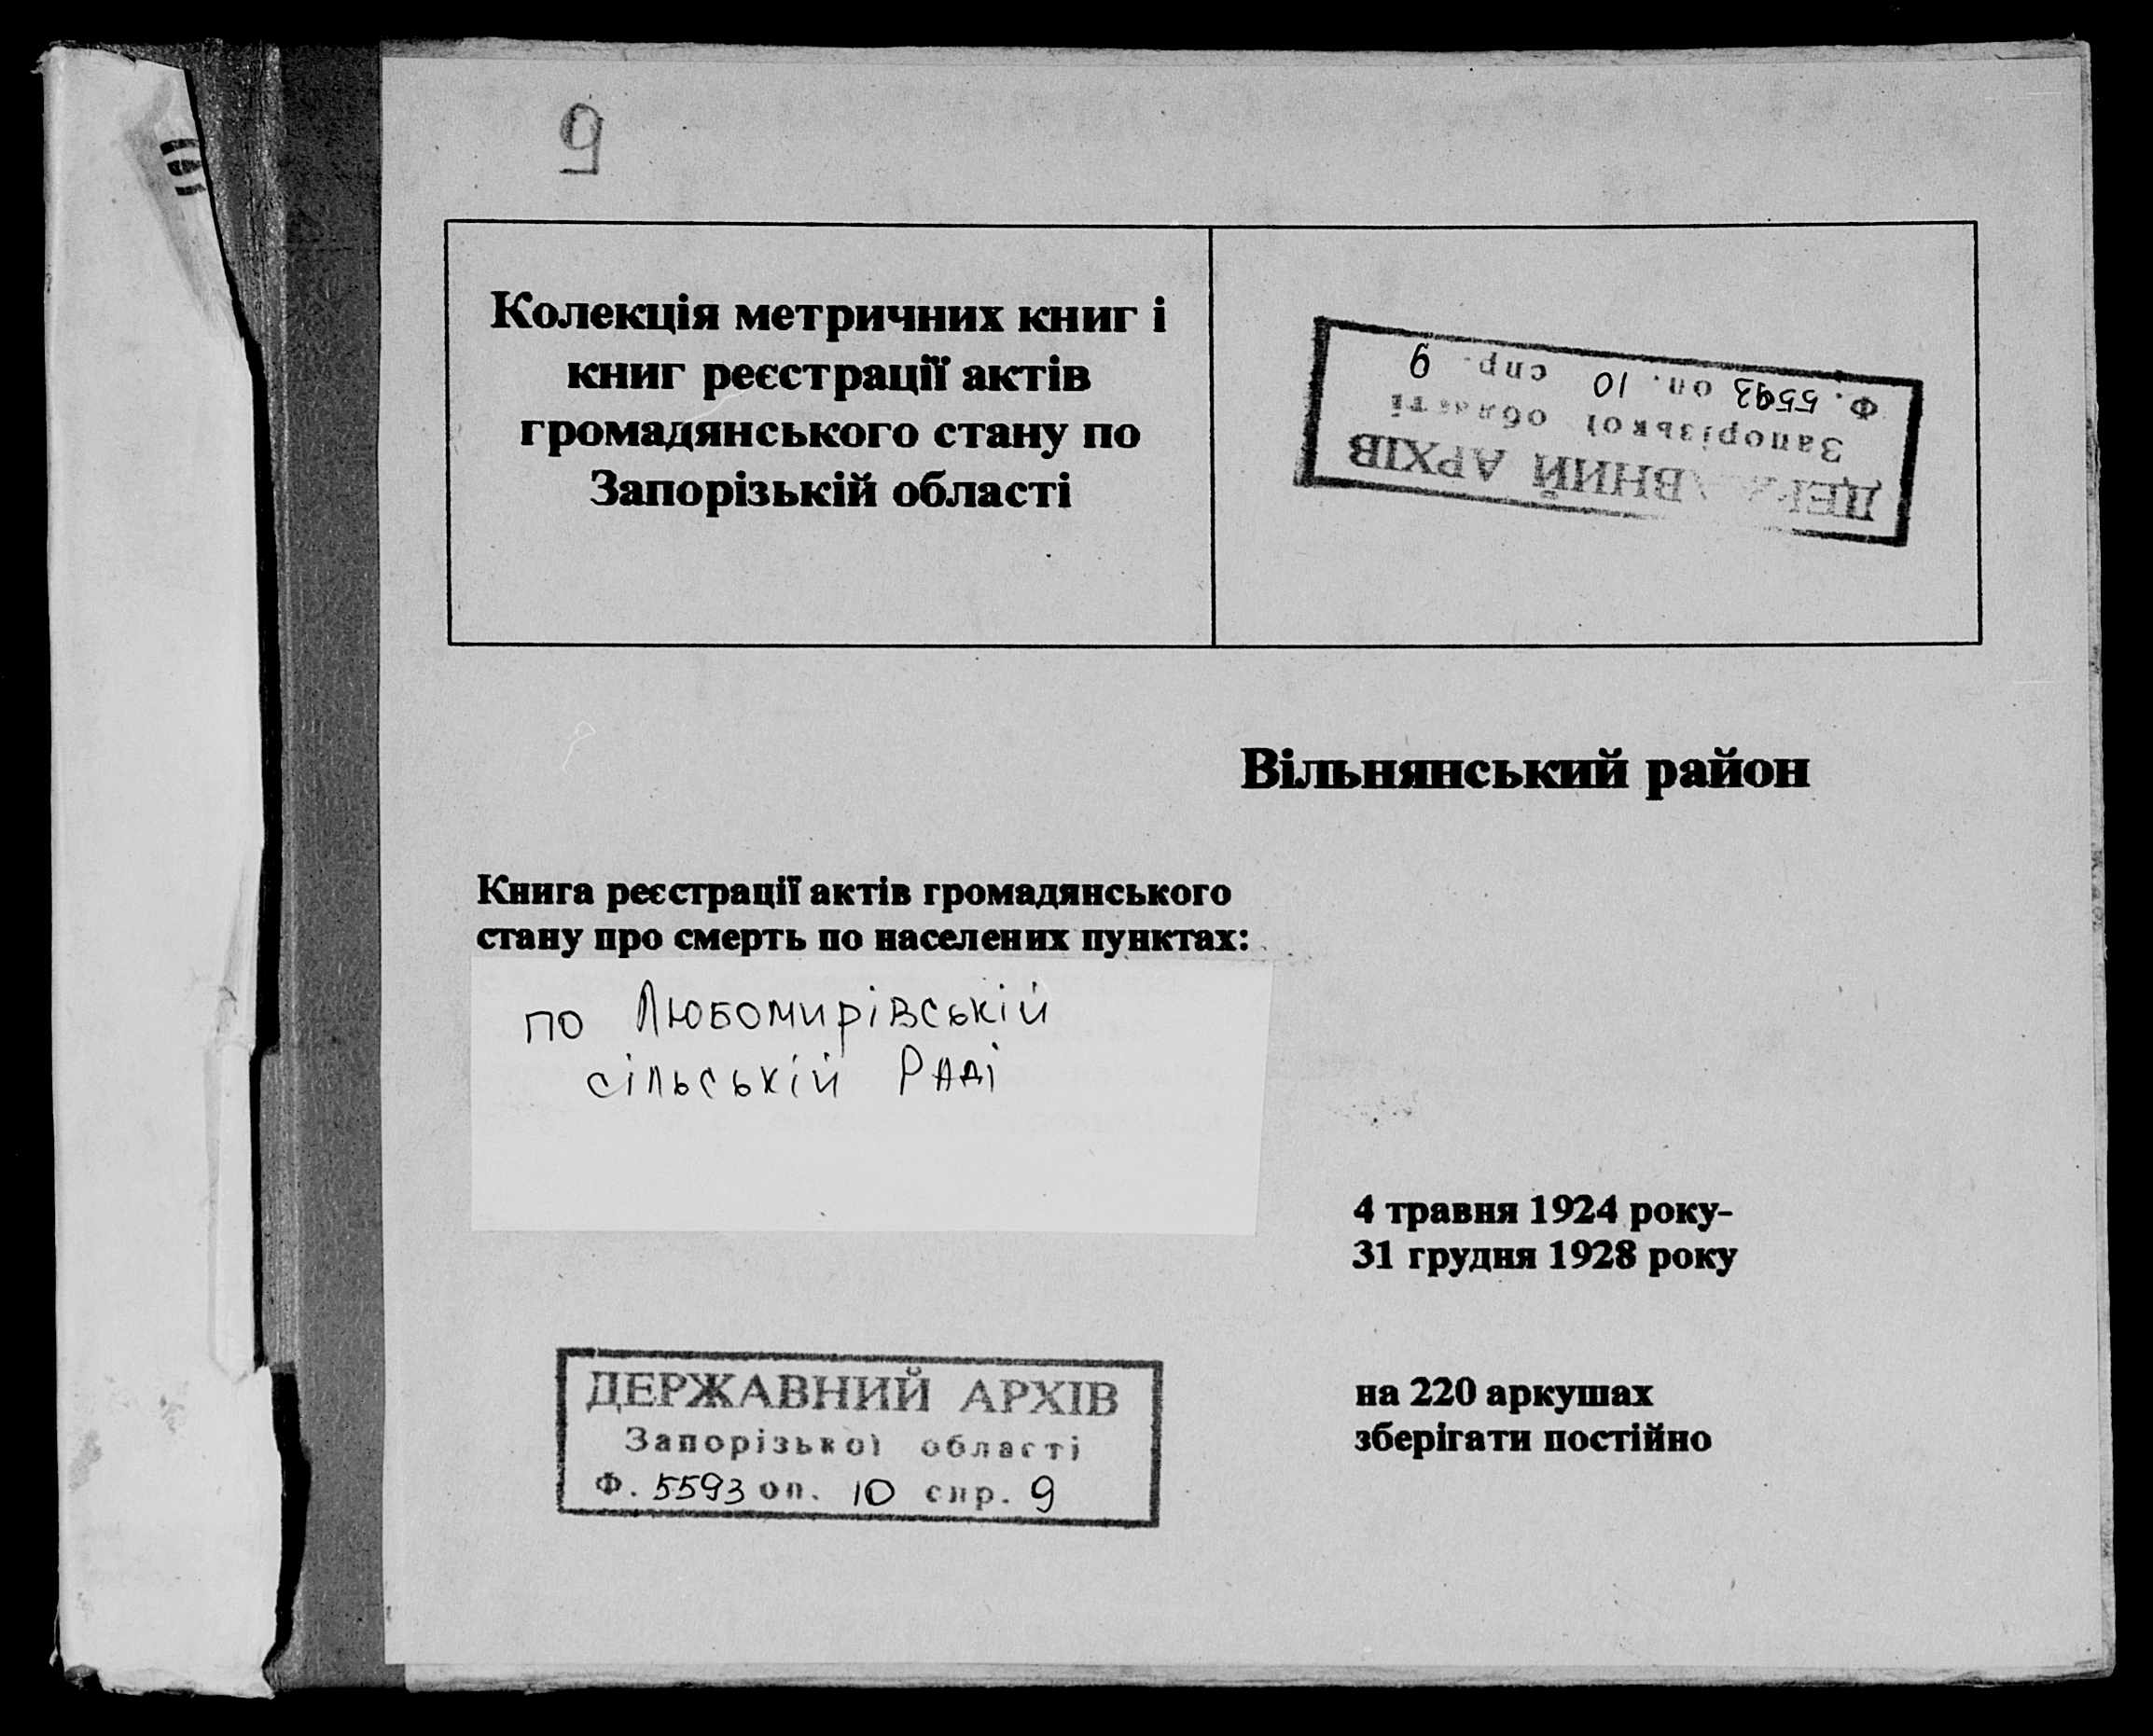 9
Колекція метричних книг і
книг реєстрації актів
громадянського стану по
Запорізькій області
ДЕРЖАВНИЙ АРХІВ
Запорізької області
Ф. 5593 оп. 10 спр. 9
Вільнянський район
Книга реєстрації актів громадянського
стану про смерть по населених пунктах:
по Любомирівській
сільській Раді
4 травня 1924 року-
31 грудня 1928 року
ДЕРЖАВНИЙ АРХІВ
Запорізької області
Ф. 5593 оп. 10 спр. 9
на 220 аркушах
зберігати постійно